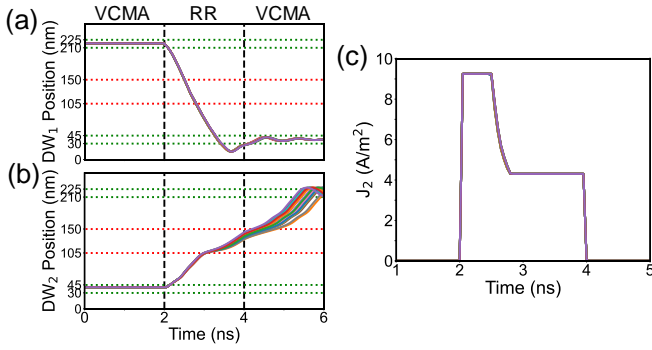 VCMA RR VCMA
(a)
DW1 Position (nm)
225
210
150
105
45
30
0
(b)
DW2 Position (nm)
225
210
150
105
45
30
0 2 4 6
Time (ns)
(c)
J2 (A/m²)
10
8
6
4
2
0
1 2 3 4 5
Time (ns)